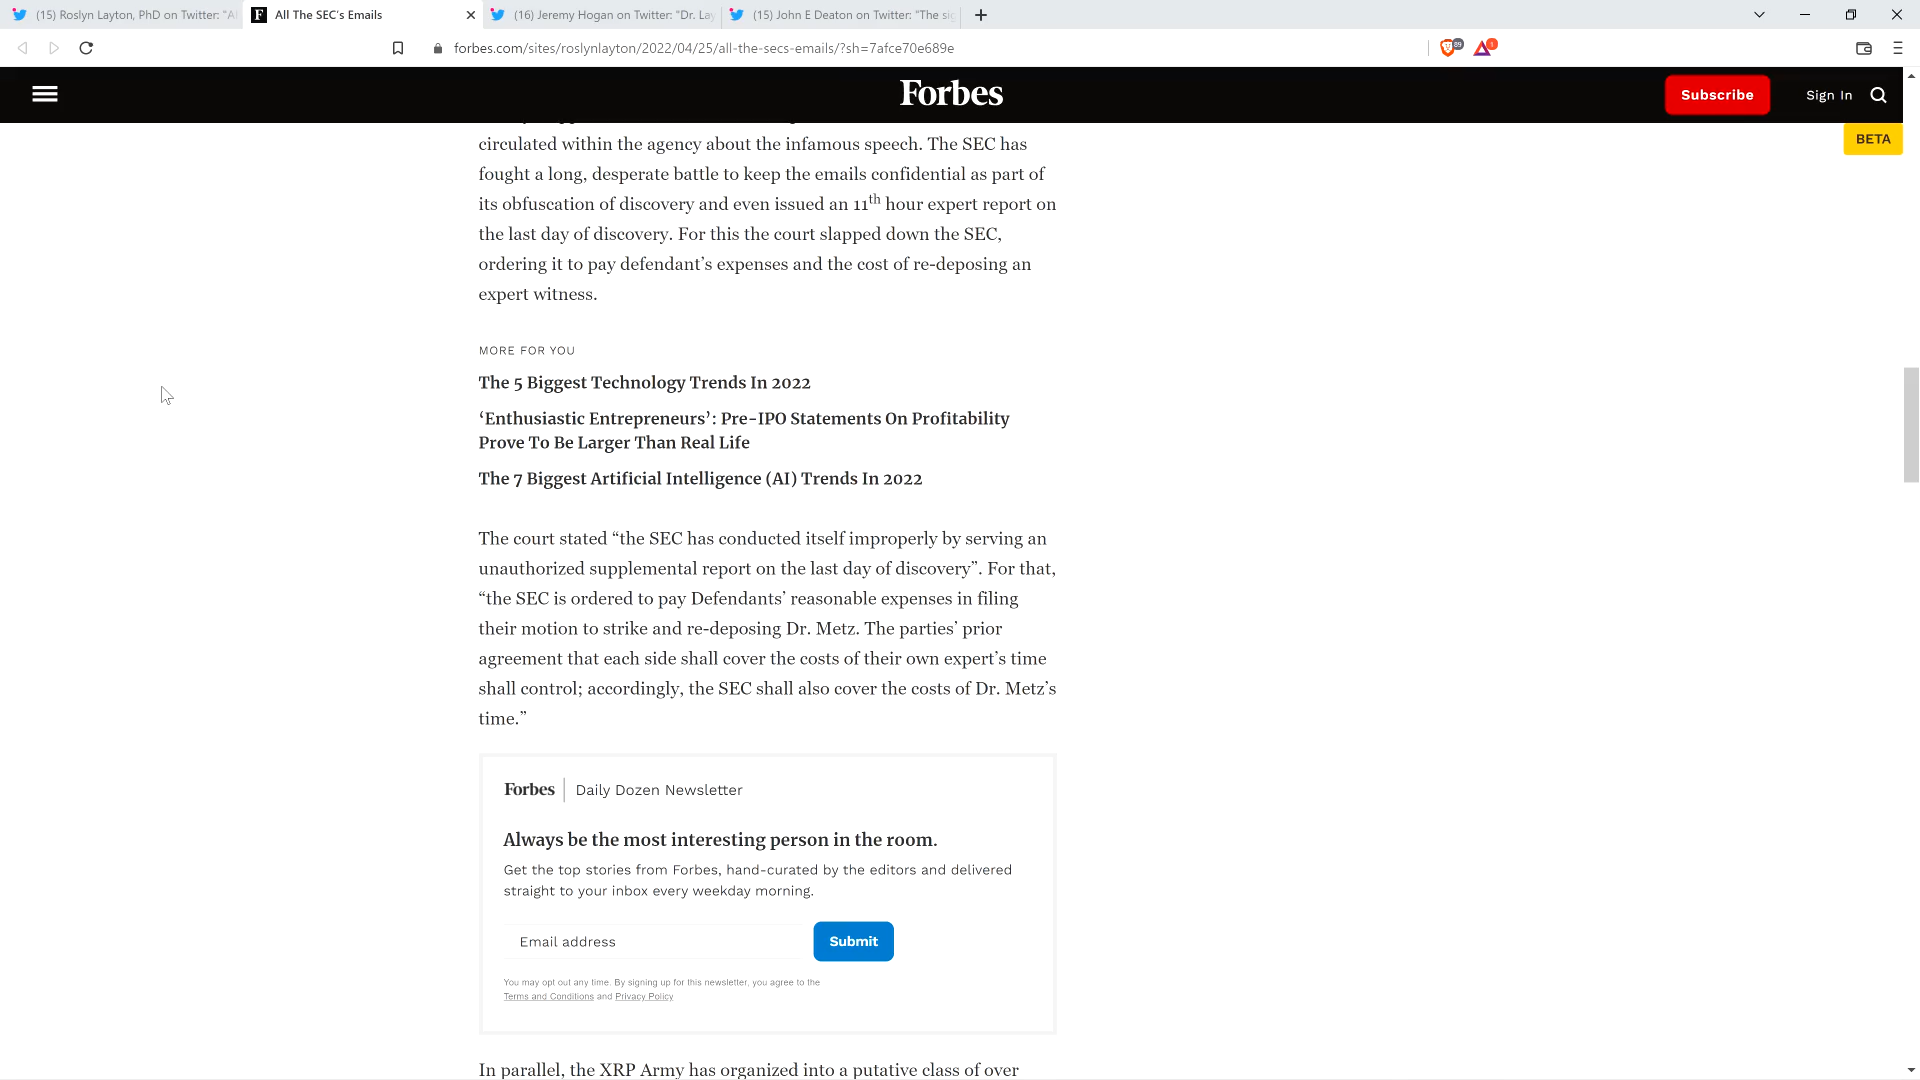 (15) Roslyn Layton, PhD on Twitter: "Al
All The SEC's Emails
(16) Jeremy Hogan on Twitter: "Dr. Lay
(15) John E Deaton on Twitter: "The sig
forbes.com/sites/roslynlayton/2022/04/25/all-the-secs-emails/?sh=7afce70e689e
89
1
Forbes
Subscribe
Sign In
BETA
circulated within the agency about the infamous speech. The SEC has
fought a long, desperate battle to keep the emails confidential as part of
its obfuscation of discovery and even issued an 11th hour expert report on
the last day of discovery. For this the court slapped down the SEC,
ordering it to pay defendant’s expenses and the cost of re-deposing an
expert witness.
MORE FOR YOU
The 5 Biggest Technology Trends In 2022
‘Enthusiastic Entrepreneurs’: Pre-IPO Statements On Profitability
Prove To Be Larger Than Real Life
The 7 Biggest Artificial Intelligence (AI) Trends In 2022
The court stated “the SEC has conducted itself improperly by serving an
unauthorized supplemental report on the last day of discovery”. For that,
“the SEC is ordered to pay Defendants’ reasonable expenses in filing
their motion to strike and re-deposing Dr. Metz. The parties’ prior
agreement that each side shall cover the costs of their own expert’s time
shall control; accordingly, the SEC shall also cover the costs of Dr. Metz’s
time.”
Forbes | Daily Dozen Newsletter
Always be the most interesting person in the room.
Get the top stories from Forbes, hand-curated by the editors and delivered
straight to your inbox every weekday morning.
Email address
Submit
You may opt out any time. By signing up for this newsletter, you agree to the
Terms and Conditions and Privacy Policy
In parallel, the XRP Army has organized into a putative class of over